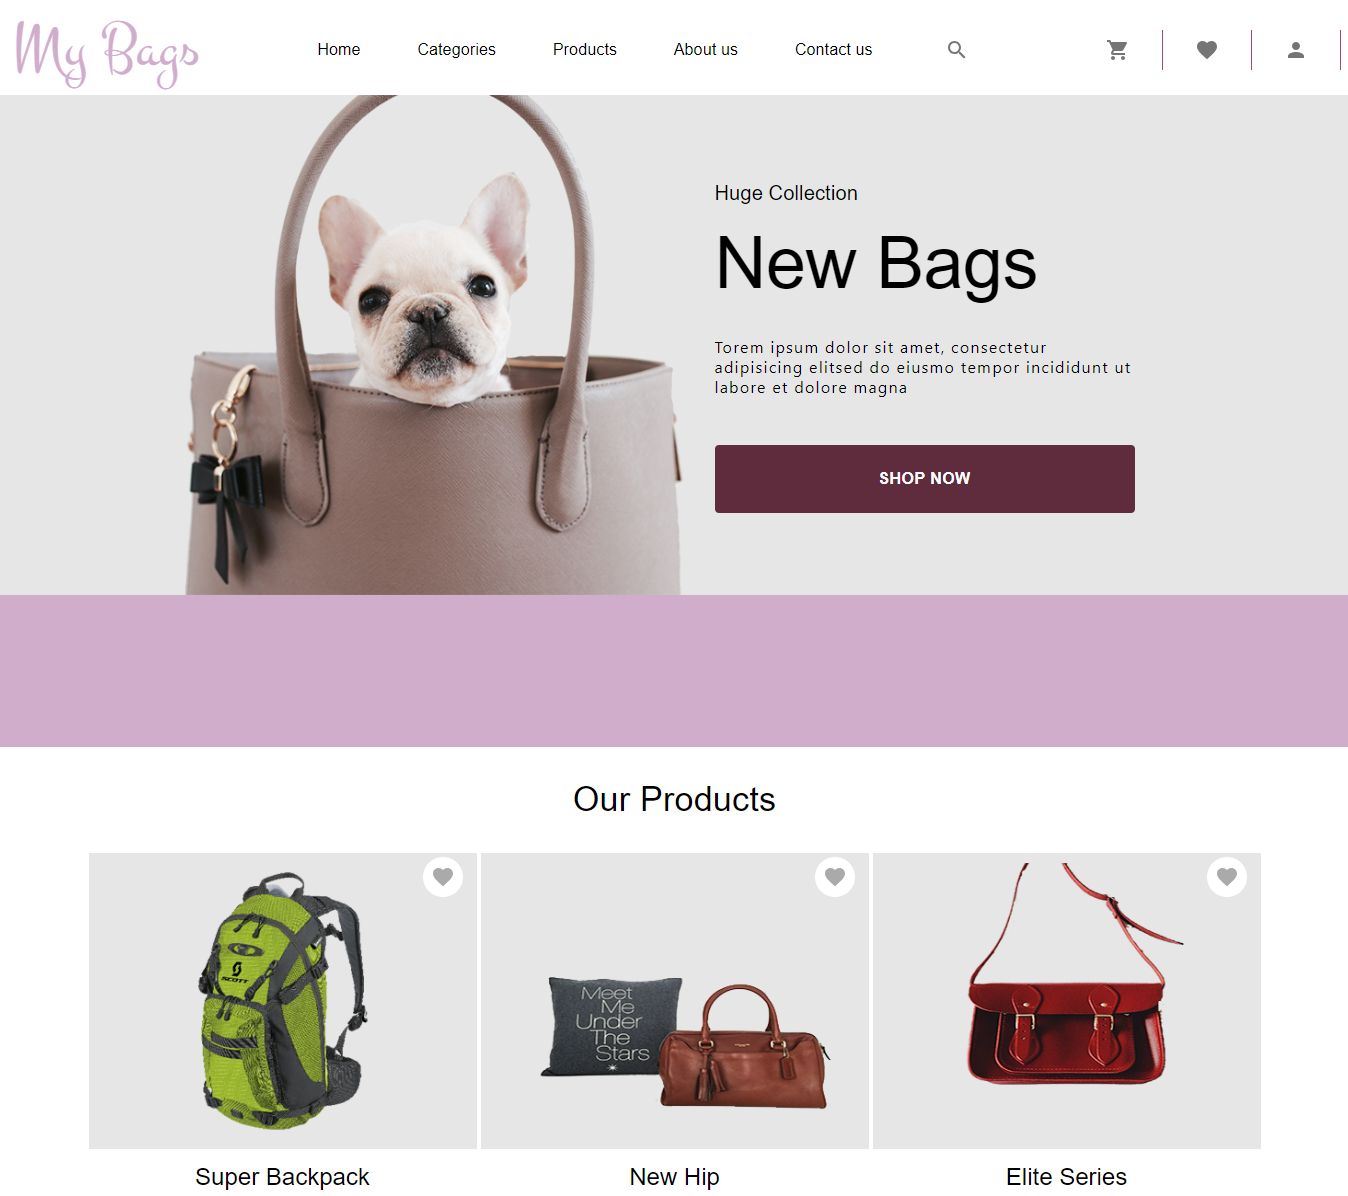 My Bags
Home Categories Products About us Contact us
Huge Collection
New Bags
Torem ipsum dolor sit amet, consectetur
adipisicing elitsed do eiusmo tempor incididunt ut
labore et dolore magna
SHOP NOW
Our Products
SCOTT
Meet
Me
Under
The
Stars
Super Backpack
New Hip
Elite Series